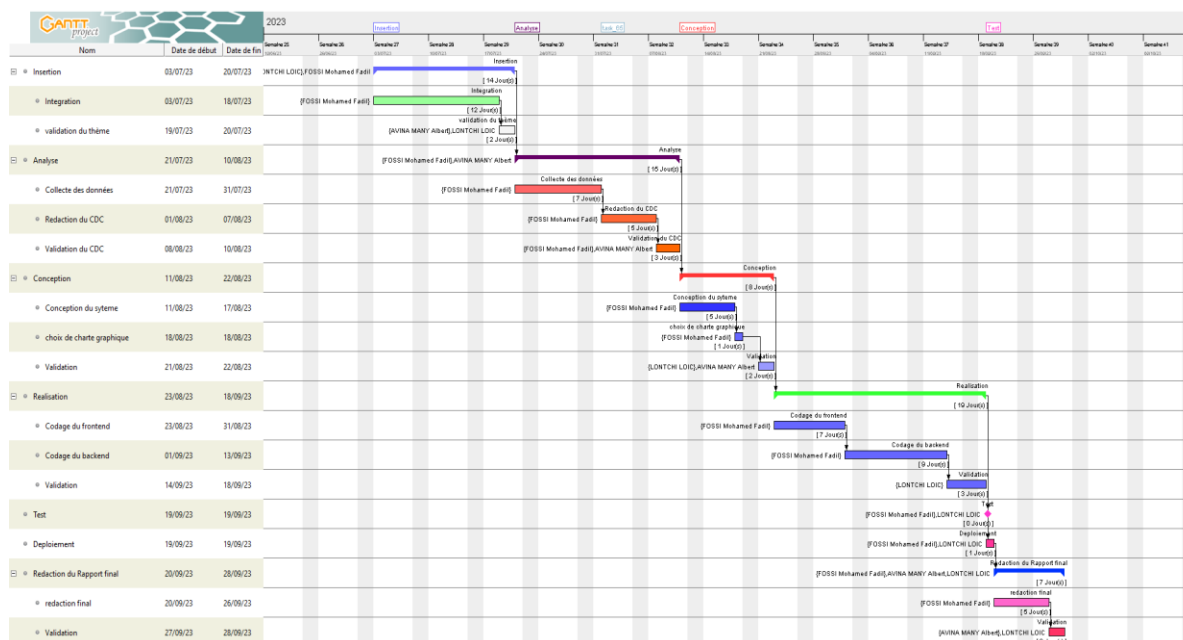 GANTT project
2023
Insertion
Analyse
Conception
Test
Nom Date de début Date de fin
Semaine 25 Semaine 26 Semaine 27 Semaine 28 Semaine 29 Semaine 30 Semaine 31 Semaine 32 Semaine 33 Semaine 34 Semaine 35 Semaine 36 Semaine 37 Semaine 38 Semaine 39 Semaine 40 Semaine 41
Insertion 03/07/23 20/07/23
ONTCHI LOIC],[FOSSI Mohamed Fadil
Insertion
[ 14 Jour(s) ]
Integration 03/07/23 18/07/23
[FOSSI Mohamed Fadil]
Integration
[ 12 Jour(s) ]
validation du thème 19/07/23 20/07/23
[AVINA MANY Albert],LONTCHI LOIC
validation du thème
[ 2 Jour(s) ]
Analyse 21/07/23 10/08/23
[FOSSI Mohamed Fadil],AVINA MANY Albert
Analyse
[ 15 Jour(s) ]
Collecte des données 21/07/23 31/07/23
[FOSSI Mohamed Fadil]
Collecte des données
[ 7 Jour(s) ]
Redaction du CDC 01/08/23 07/08/23
[FOSSI Mohamed Fadil]
Redaction du CDC
[ 5 Jour(s) ]
Validation du CDC 08/08/23 10/08/23
[FOSSI Mohamed Fadil],AVINA MANY Albert
Validation du CDC
[ 3 Jour(s) ]
Conception 11/08/23 22/08/23
Conception
[ 8 Jour(s) ]
Conception du syteme 11/08/23 17/08/23
[FOSSI Mohamed Fadil]
Conception du syteme
[ 5 Jour(s) ]
choix de charte graphique 18/08/23 18/08/23
[FOSSI Mohamed Fadil]
choix de charte graphique
[ 1 Jour(s) ]
Validation 21/08/23 22/08/23
[LONTCHI LOIC],AVINA MANY Albert
Validation
[ 2 Jour(s) ]
Realisation 23/08/23 18/09/23
Realisation
[ 19 Jour(s) ]
Codage du frontend 23/08/23 31/08/23
[FOSSI Mohamed Fadil]
Codage du frontend
[ 7 Jour(s) ]
Codage du backend 01/09/23 13/09/23
[FOSSI Mohamed Fadil]
Codage du backend
[ 9 Jour(s) ]
Validation 14/09/23 18/09/23
[LONTCHI LOIC]
Validation
[ 3 Jour(s) ]
Test 19/09/23 19/09/23
[FOSSI Mohamed Fadil],LONTCHI LOIC
Test
[ 0 Jour(s) ]
Deploiement 19/09/23 19/09/23
[FOSSI Mohamed Fadil],LONTCHI LOIC
Deploiement
[ 1 Jour(s) ]
Redaction du Rapport final 20/09/23 28/09/23
[FOSSI Mohamed Fadil],AVINA MANY Albert,LONTCHI LOIC
Redaction du Rapport final
[ 7 Jour(s) ]
redaction final 20/09/23 26/09/23
[FOSSI Mohamed Fadil]
redaction final
[ 5 Jour(s) ]
Validation 27/09/23 28/09/23
[AVINA MANY Albert],LONTCHI LOIC
Validation